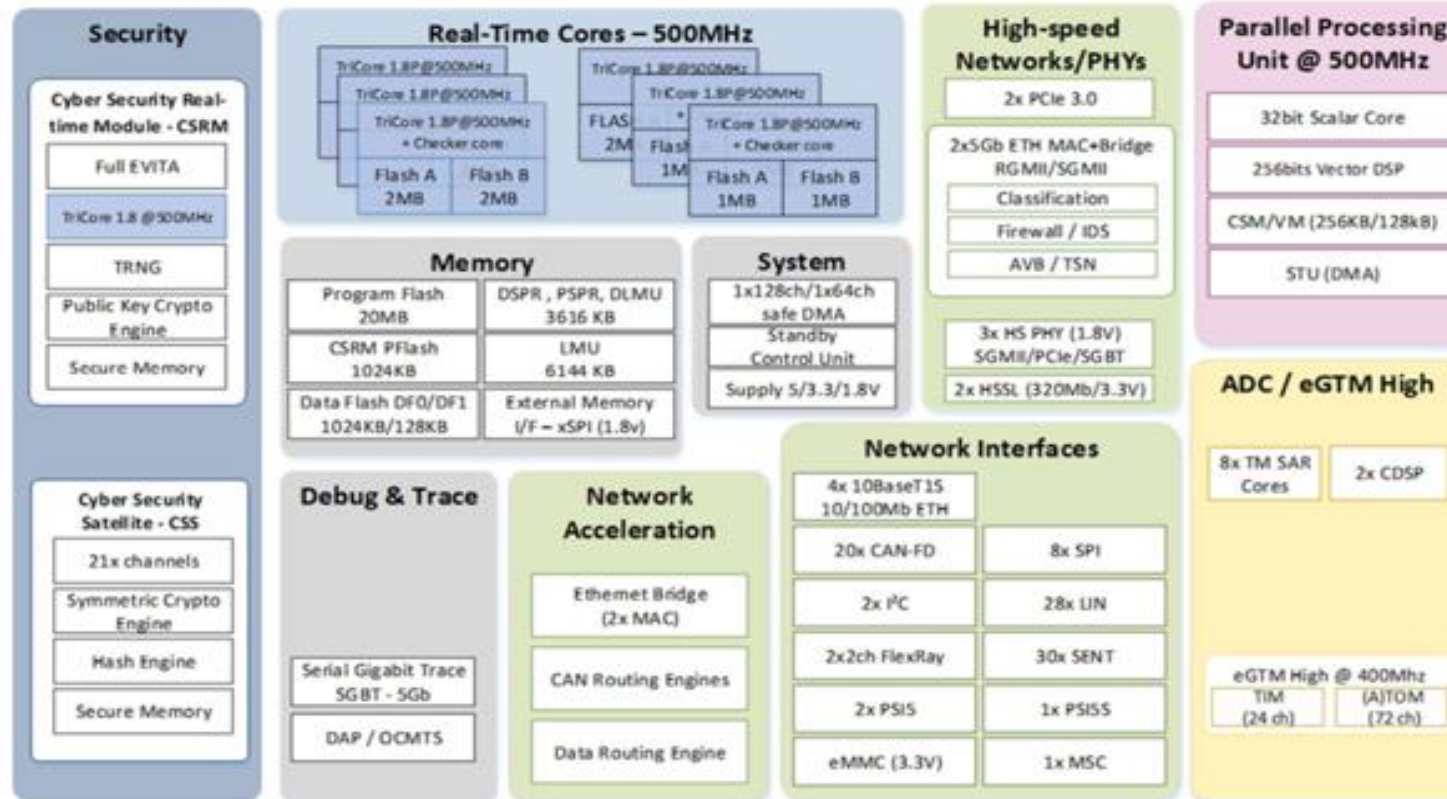 Security
Cyber Security Real-
time Module - CSRM
Full EVITA
TriCore 1.8 @500MHz
TRNG
Public Key Crypto
Engine
Secure Memory
Cyber Security
Satellite - CSS
21x channels
Symmetric Crypto
Engine
Hash Engine
Secure Memory
Real-Time Cores – 500MHz
TriCore 1.8P@500MHz
TriCore 1.8P@500MHz
TriCore 1.8P@500MHz
+ Checker core
Flash A
2MB
Flash B
2MB
TriCore 1.8P@500MHz
FLAS
2M
TriCore 1.8P@500MHz
+
Flash
1M
TriCore 1.8P@500MHz
+ Checker core
Flash A
1MB
Flash B
1MB
Memory
Program Flash
20MB
DSPR , PSPR, DLMU
3616 KB
CSRM PFlash
1024KB
LMU
6144 KB
Data Flash DF0/DF1
1024KB/128KB
External Memory
I/F – xSPI (1.8v)
System
1x128ch/1x64ch
safe DMA
Standby
Control Unit
Supply 5/3.3/1.8V
High-speed
Networks/PHYs
2x PCIe 3.0
2x5Gb ETH MAC+Bridge
RGMII/SGMII
Classification
Firewall / IDS
AVB / TSN
3x HS PHY (1.8V)
SGMII/PCIe/SGBT
2x HSSL (320Mb/3.3V)
Parallel Processing
Unit @ 500MHz
32bit Scalar Core
256bits Vector DSP
CSM/VM (256KB/128kB)
STU (DMA)
Debug & Trace
Serial Gigabit Trace
SGBT - 5Gb
DAP / OCMTS
Network
Acceleration
Ethernet Bridge
(2x MAC)
CAN Routing Engines
Data Routing Engine
Network Interfaces
4x 10BaseT1S
10/100Mb ETH
20x CAN-FD
8x SPI
2x I²C
28x LIN
2x2ch FlexRay
30x SENT
2x PSI5
1x PSI5S
eMMC (3.3V)
1x MSC
ADC / eGTM High
8x TM SAR
Cores
2x CDSP
eGTM High @ 400Mhz
TIM
(24 ch)
(A)TOM
(72 ch)